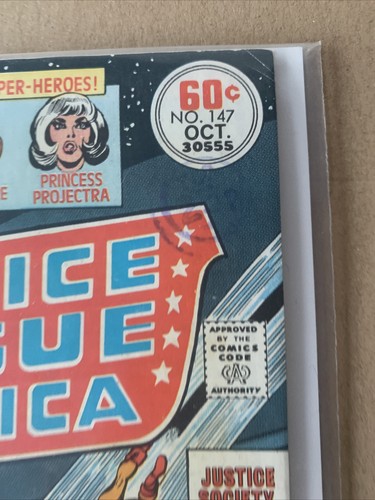 PER-HEROES!
60¢
NO. 147
OCT.
30555
E
PRINCESS
PROJECTRA
ICE
GUE
ICA
APPROVED
BY THE
COMICS
CODE
CA
AUTHORITY
JUSTICE
SOCIETY